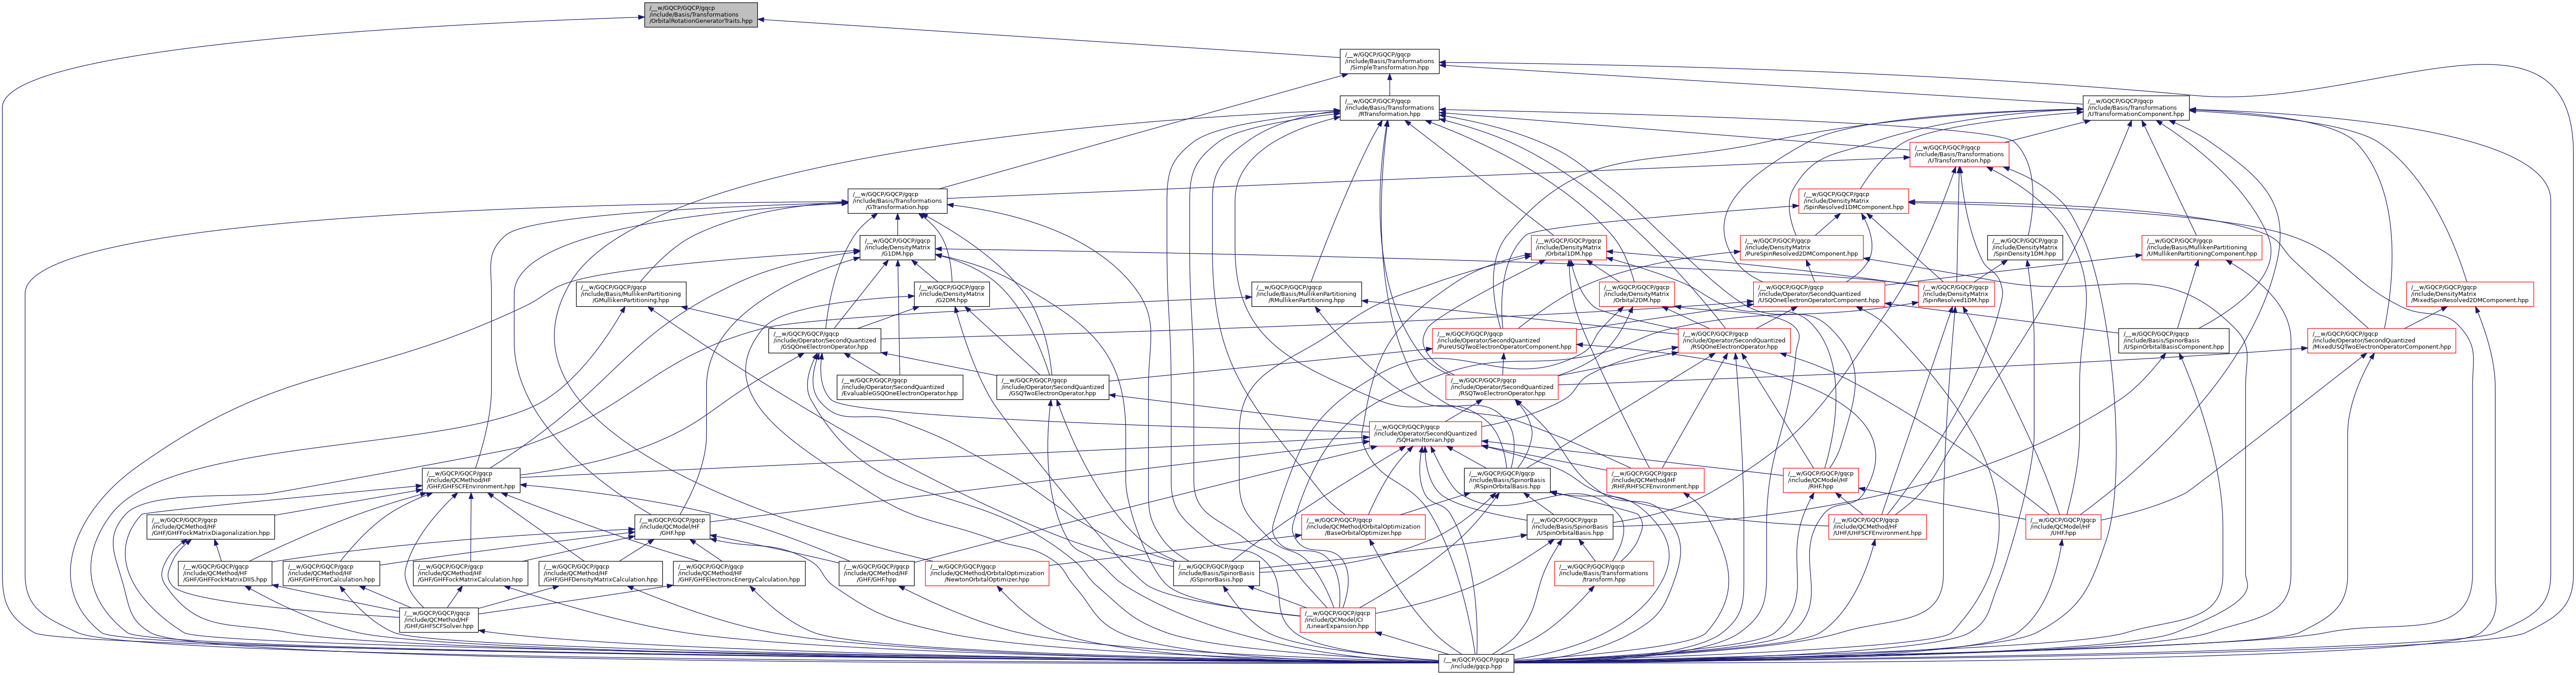 /__w/GQCP/GQCP/gqcp
/include/Basis/Transformations
/OrbitalRotationGeneratorTraits.hpp
/__w/GQCP/GQCP/gqcp
/include/Basis/Transformations
/SimpleTransformation.hpp
/__w/GQCP/GQCP/gqcp
/include/Basis/Transformations
/RTransformation.hpp
/__w/GQCP/GQCP/gqcp
/include/Basis/Transformations
/UTransformationComponent.hpp
/__w/GQCP/GQCP/gqcp
/include/Basis/Transformations
/UTransformation.hpp
/__w/GQCP/GQCP/gqcp
/include/Basis/Transformations
/GTransformation.hpp
/__w/GQCP/GQCP/gqcp
/include/DensityMatrix
/SpinResolved1DMComponent.hpp
/__w/GQCP/GQCP/gqcp
/include/DensityMatrix
/G1DM.hpp
/__w/GQCP/GQCP/gqcp
/include/DensityMatrix
/Orbital1DM.hpp
/__w/GQCP/GQCP/gqcp
/include/DensityMatrix
/PureSpinResolved2DMComponent.hpp
/__w/GQCP/GQCP/gqcp
/include/DensityMatrix
/SpinDensity1DM.hpp
/__w/GQCP/GQCP/gqcp
/include/Basis/MullikenPartitioning
/UMullikenPartitioningComponent.hpp
/__w/GQCP/GQCP/gqcp
/include/Basis/MullikenPartitioning
/GMullikenPartitioning.hpp
/__w/GQCP/GQCP/gqcp
/include/DensityMatrix
/G2DM.hpp
/__w/GQCP/GQCP/gqcp
/include/Basis/MullikenPartitioning
/RMullikenPartitioning.hpp
/__w/GQCP/GQCP/gqcp
/include/DensityMatrix
/Orbital2DM.hpp
/__w/GQCP/GQCP/gqcp
/include/Operator/SecondQuantized
/USQOneElectronOperatorComponent.hpp
/__w/GQCP/GQCP/gqcp
/include/DensityMatrix
/SpinResolved1DM.hpp
/__w/GQCP/GQCP/gqcp
/include/DensityMatrix
/MixedSpinResolved2DMComponent.hpp
/__w/GQCP/GQCP/gqcp
/include/Operator/SecondQuantized
/GSQOneElectronOperator.hpp
/__w/GQCP/GQCP/gqcp
/include/Operator/SecondQuantized
/PureUSQTwoElectronOperatorComponent.hpp
/__w/GQCP/GQCP/gqcp
/include/Operator/SecondQuantized
/RSQOneElectronOperator.hpp
/__w/GQCP/GQCP/gqcp
/include/Basis/SpinorBasis
/USpinOrbitalBasisComponent.hpp
/__w/GQCP/GQCP/gqcp
/include/Operator/SecondQuantized
/MixedUSQTwoElectronOperatorComponent.hpp
/__w/GQCP/GQCP/gqcp
/include/Operator/SecondQuantized
/EvaluableGSQOneElectronOperator.hpp
/__w/GQCP/GQCP/gqcp
/include/Operator/SecondQuantized
/GSQTwoElectronOperator.hpp
/__w/GQCP/GQCP/gqcp
/include/Operator/SecondQuantized
/RSQTwoElectronOperator.hpp
/__w/GQCP/GQCP/gqcp
/include/Operator/SecondQuantized
/SQHamiltonian.hpp
/__w/GQCP/GQCP/gqcp
/include/QCMethod/HF
/GHF/GHFSCFEnvironment.hpp
/__w/GQCP/GQCP/gqcp
/include/Basis/SpinorBasis
/RSpinOrbitalBasis.hpp
/__w/GQCP/GQCP/gqcp
/include/QCMethod/HF
/RHF/RHFSCFEnvironment.hpp
/__w/GQCP/GQCP/gqcp
/include/QCModel/HF
/RHF.hpp
/__w/GQCP/GQCP/gqcp
/include/QCMethod/HF
/GHF/GHFFockMatrixDiagonalization.hpp
/__w/GQCP/GQCP/gqcp
/include/QCModel/HF
/GHF.hpp
/__w/GQCP/GQCP/gqcp
/include/QCMethod/OrbitalOptimization
/BaseOrbitalOptimizer.hpp
/__w/GQCP/GQCP/gqcp
/include/Basis/SpinorBasis
/USpinOrbitalBasis.hpp
/__w/GQCP/GQCP/gqcp
/include/QCMethod/HF
/UHF/UHFSCFEnvironment.hpp
/__w/GQCP/GQCP/gqcp
/include/QCModel/HF
/UHF.hpp
/__w/GQCP/GQCP/gqcp
/include/QCMethod/HF
/GHF/GHFFockMatrixDIIS.hpp
/__w/GQCP/GQCP/gqcp
/include/QCMethod/HF
/GHF/GHFErrorCalculation.hpp
/__w/GQCP/GQCP/gqcp
/include/QCMethod/HF
/GHF/GHFFockMatrixCalculation.hpp
/__w/GQCP/GQCP/gqcp
/include/QCMethod/HF
/GHF/GHFDensityMatrixCalculation.hpp
/__w/GQCP/GQCP/gqcp
/include/QCMethod/HF
/GHF/GHFElectronicEnergyCalculation.hpp
/__w/GQCP/GQCP/gqcp
/include/QCMethod/HF
/GHF/GHF.hpp
/__w/GQCP/GQCP/gqcp
/include/QCMethod/OrbitalOptimization
/NewtonOrbitalOptimizer.hpp
/__w/GQCP/GQCP/gqcp
/include/Basis/SpinorBasis
/GSpinorBasis.hpp
/__w/GQCP/GQCP/gqcp
/include/Basis/Transformations
/transform.hpp
/__w/GQCP/GQCP/gqcp
/include/QCMethod/HF
/GHF/GHFSCFSolver.hpp
/__w/GQCP/GQCP/gqcp
/include/QCModel/CI
/LinearExpansion.hpp
/__w/GQCP/GQCP/gqcp
/include/gqcp.hpp